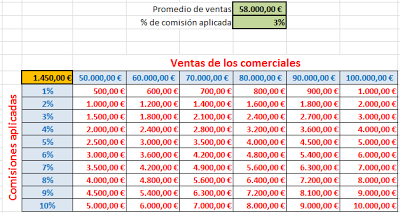 Promedio de ventas 58.000,00 €
% de comisión aplicada 3%
Ventas de los comerciales
1.450,00 € 50.000,00 € 60.000,00 € 70.000,00 € 80.000,00 € 90.000,00 € 100.000,00 €
Comisiones aplicadas
1% 500,00 € 600,00 € 700,00 € 800,00 € 900,00 € 1.000,00 €
2% 1.000,00 € 1.200,00 € 1.400,00 € 1.600,00 € 1.800,00 € 2.000,00 €
3% 1.500,00 € 1.800,00 € 2.100,00 € 2.400,00 € 2.700,00 € 3.000,00 €
4% 2.000,00 € 2.400,00 € 2.800,00 € 3.200,00 € 3.600,00 € 4.000,00 €
5% 2.500,00 € 3.000,00 € 3.500,00 € 4.000,00 € 4.500,00 € 5.000,00 €
6% 3.000,00 € 3.600,00 € 4.200,00 € 4.800,00 € 5.400,00 € 6.000,00 €
7% 3.500,00 € 4.200,00 € 4.900,00 € 5.600,00 € 6.300,00 € 7.000,00 €
8% 4.000,00 € 4.800,00 € 5.600,00 € 6.400,00 € 7.200,00 € 8.000,00 €
9% 4.500,00 € 5.400,00 € 6.300,00 € 7.200,00 € 8.100,00 € 9.000,00 €
10% 5.000,00 € 6.000,00 € 7.000,00 € 8.000,00 € 9.000,00 € 10.000,00 €